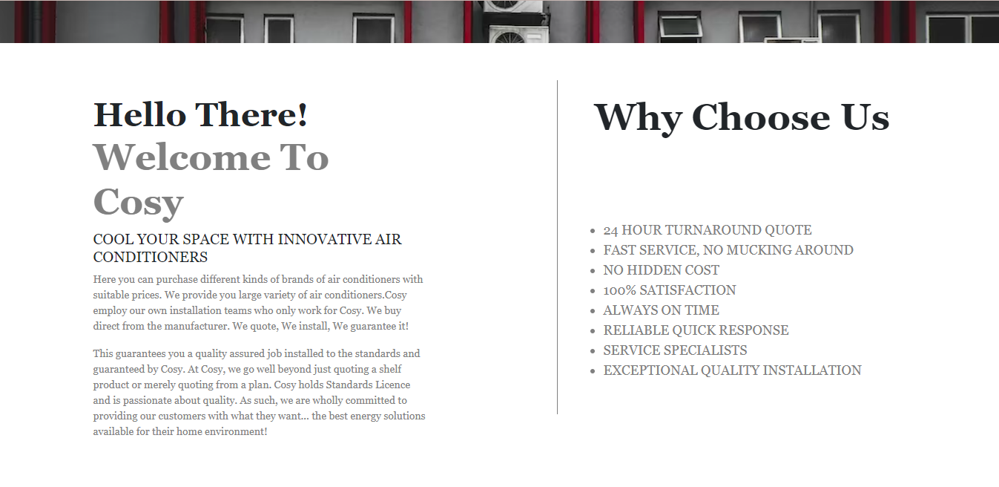 Hello There!
Welcome To
Cosy
COOL YOUR SPACE WITH INNOVATIVE AIR
CONDITIONERS
Here you can purchase different kinds of brands of air conditioners with
suitable prices. We provide you large variety of air conditioners.Cosy
employ our own installation teams who only work for Cosy. We buy
direct from the manufacturer. We quote, We install, We guarantee it!
This guarantees you a quality assured job installed to the standards and
guaranteed by Cosy. At Cosy, we go well beyond just quoting a shelf
product or merely quoting from a plan. Cosy holds Standards Licence
and is passionate about quality. As such, we are wholly committed to
providing our customers with what they want... the best energy solutions
available for their home environment!
Why Choose Us
• 24 HOUR TURNAROUND QUOTE
• FAST SERVICE, NO MUCKING AROUND
• NO HIDDEN COST
• 100% SATISFACTION
• ALWAYS ON TIME
• RELIABLE QUICK RESPONSE
• SERVICE SPECIALISTS
• EXCEPTIONAL QUALITY INSTALLATION